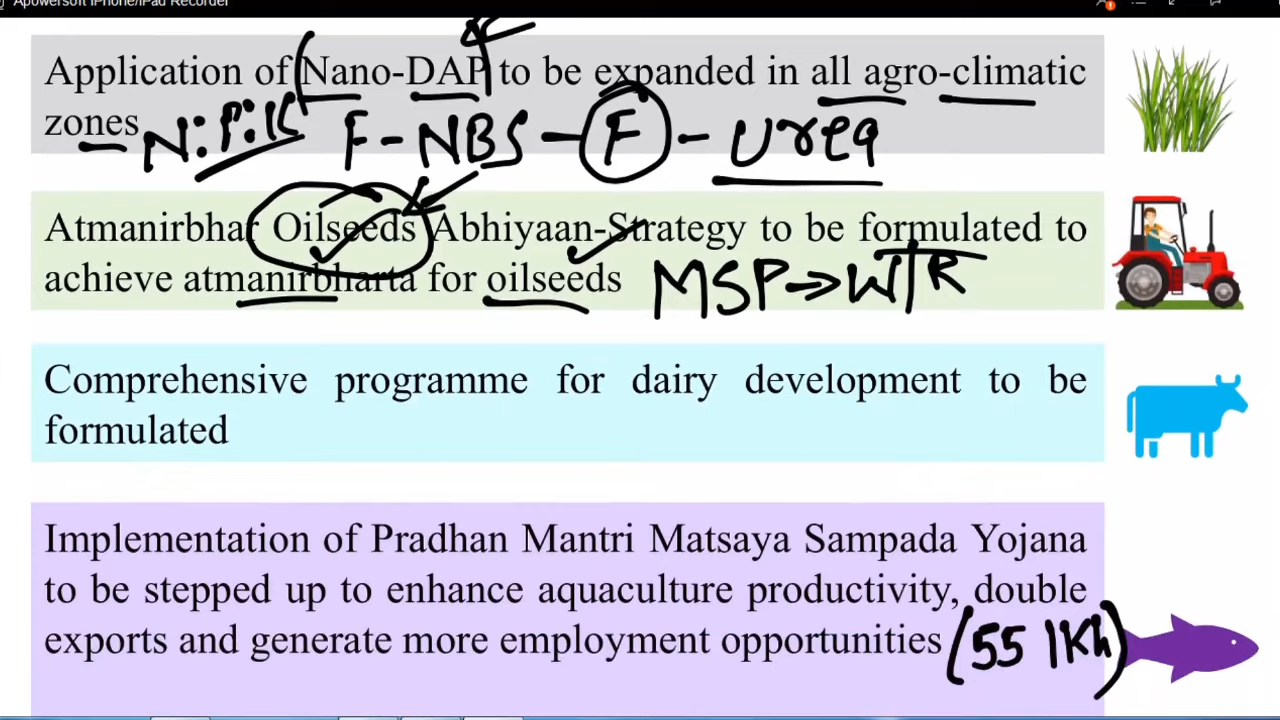 Apowersoft iPhone/iPad Recorder
Application of (Nano-DAP) to be expanded in all agro-climatic
zones N:P:K F-NBS-F-Urea
Atmanirbhar Oilseeds Abhiyaan-Strategy to be formulated to
achieve atmanirbharta for oilseeds MSP→W/R
Comprehensive programme for dairy development to be
formulated
Implementation of Pradhan Mantri Matsaya Sampada Yojana
to be stepped up to enhance aquaculture productivity, double
exports and generate more employment opportunities (55 lKh)